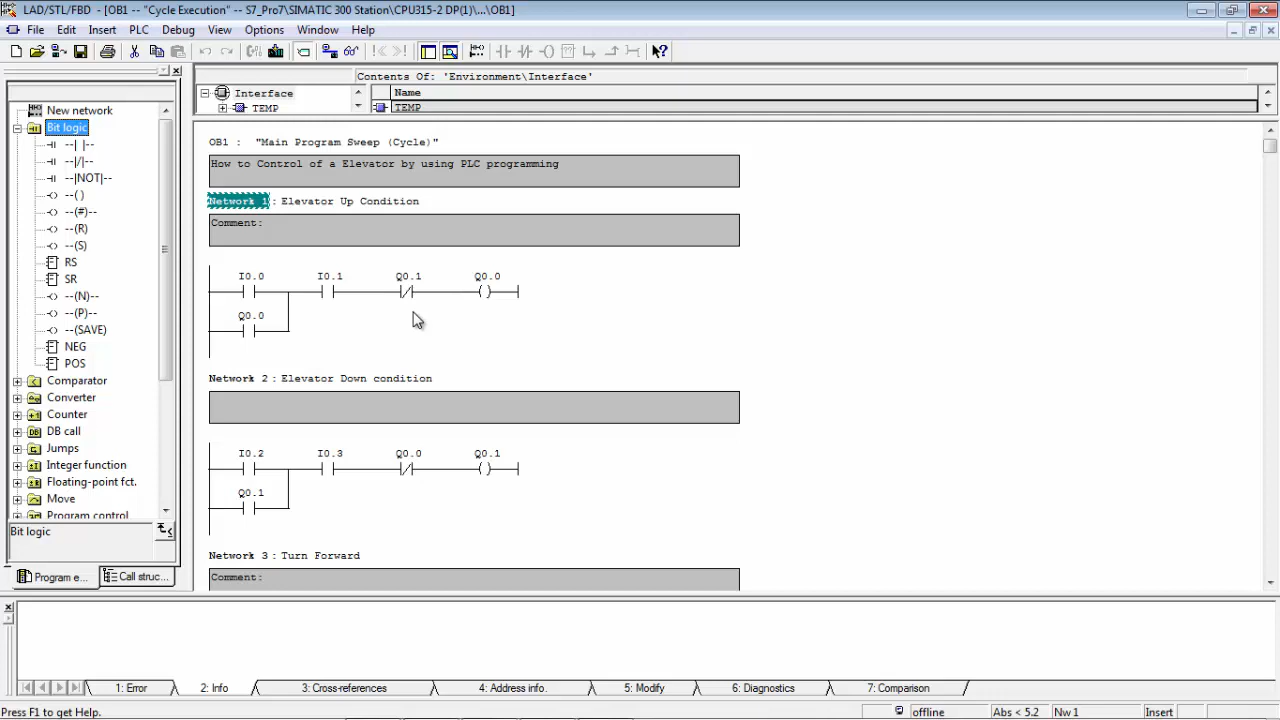 LAD/STL/FBD - [OB1 -- "Cycle Execution" -- S7_Pro7\SIMATIC 300 Station\CPU315-2 DP(1)\...\OB1]
File Edit Insert PLC Debug View Options Window Help
Contents Of: 'Environment\Interface'
Interface
TEMP
Name
TEMP
New network
Bit logic
--| |--
--|/|--
--|NOT|--
--( )
--(#)--
--(R)
--(S)
RS
SR
--(N)--
--(P)--
--(SAVE)
NEG
POS
Comparator
Converter
Counter
DB call
Jumps
Integer function
Floating-point fct.
Move
Program control
Bit logic
Program e...
Call struc...
OB1 : "Main Program Sweep (Cycle)"
How to Control of a Elevator by using PLC programming
Network 1 : Elevator Up Condition
Comment:
I0.0 I0.1 Q0.1 Q0.0
Q0.0
Network 2 : Elevator Down condition
I0.2 I0.3 Q0.0 Q0.1
Q0.1
Network 3 : Turn Forward
Comment:
1: Error 2: Info 3: Cross-references 4: Address info. 5: Modify 6: Diagnostics 7: Comparison
Press F1 to get Help.
offline Abs < 5.2 Nw 1 Insert